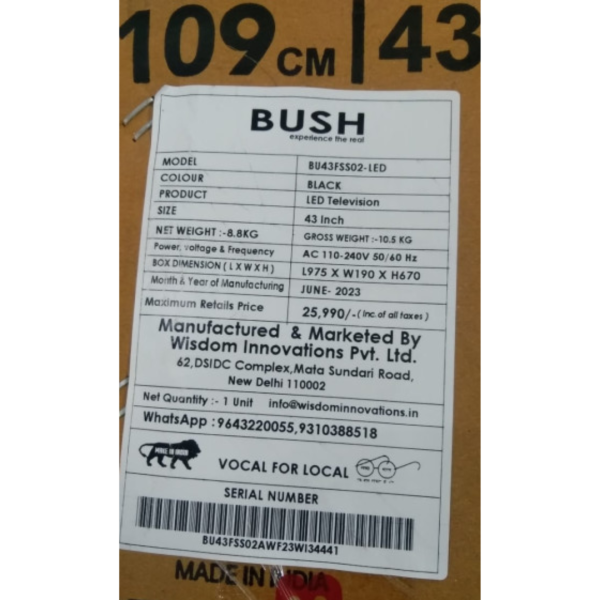 109 CM | 43
BUSH
experience the real
MODEL BU43FSS02-LED
COLOUR BLACK
PRODUCT LED Television
SIZE 43 Inch
NET WEIGHT :-8.8KG GROSS WEIGHT :-10.5 KG
Power, voltage & Frequency AC 110-240V 50/60 Hz
BOX DIMENSION ( L X W X H ) L975 X W190 X H670
Month & Year of Manufacturing JUNE- 2023
Maximum Retails Price 25,990/-( Inc. of all taxes )
Manufactured & Marketed By
Wisdom Innovations Pvt. Ltd.
62,DSIDC Complex,Mata Sundari Road,
New Delhi 110002
Net Quantity :- 1 Unit info@wisdominnovations.in
WhatsApp : 9643220055,9310388518
MAKE IN INDIA
VOCAL FOR LOCAL
SERIAL NUMBER
BU43FSS02AWF23WI34441
MADE IN INDIA